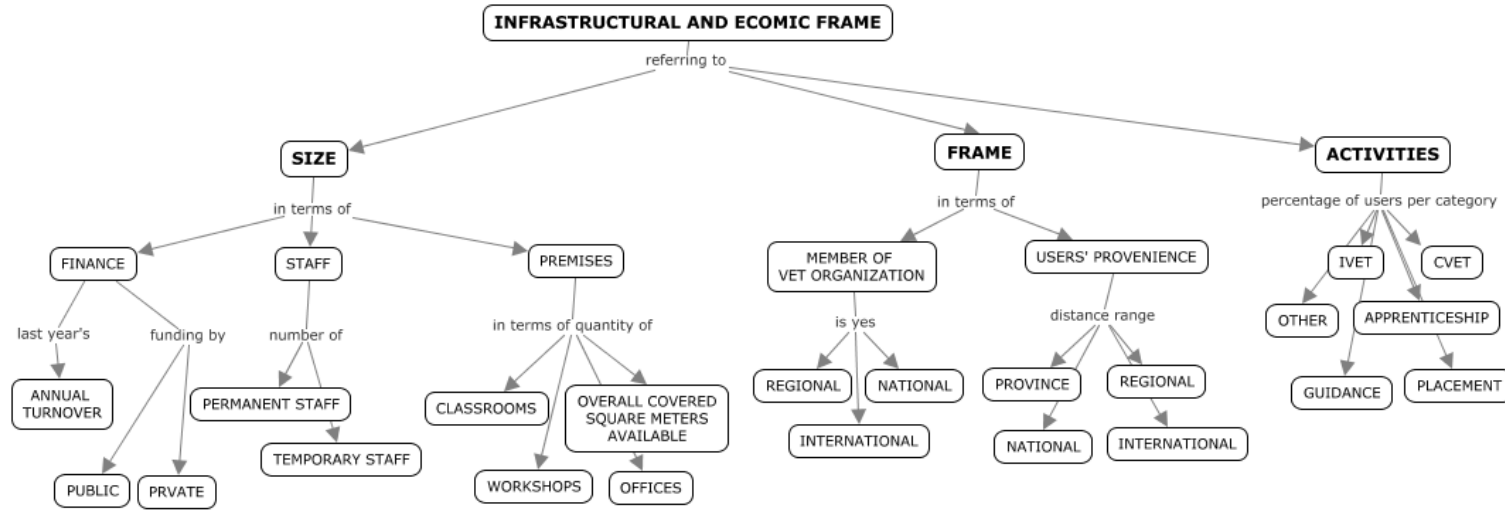 INFRASTRUCTURAL AND ECOMIC FRAME
referring to
SIZE
FRAME
ACTIVITIES
in terms of
in terms of
percentage of users per category
FINANCE
STAFF
PREMISES
MEMBER OF
VET ORGANIZATION
USERS' PROVENIENCE
IVET
CVET
last year's
funding by
number of
in terms of quantity of
is yes
distance range
OTHER
APPRENTICESHIP
ANNUAL
TURNOVER
PERMANENT STAFF
CLASSROOMS
OVERALL COVERED
SQUARE METERS
AVAILABLE
REGIONAL
NATIONAL
PROVINCE
REGIONAL
GUIDANCE
PLACEMENT
INTERNATIONAL
NATIONAL
INTERNATIONAL
TEMPORARY STAFF
PUBLIC
PRVATE
WORKSHOPS
OFFICES